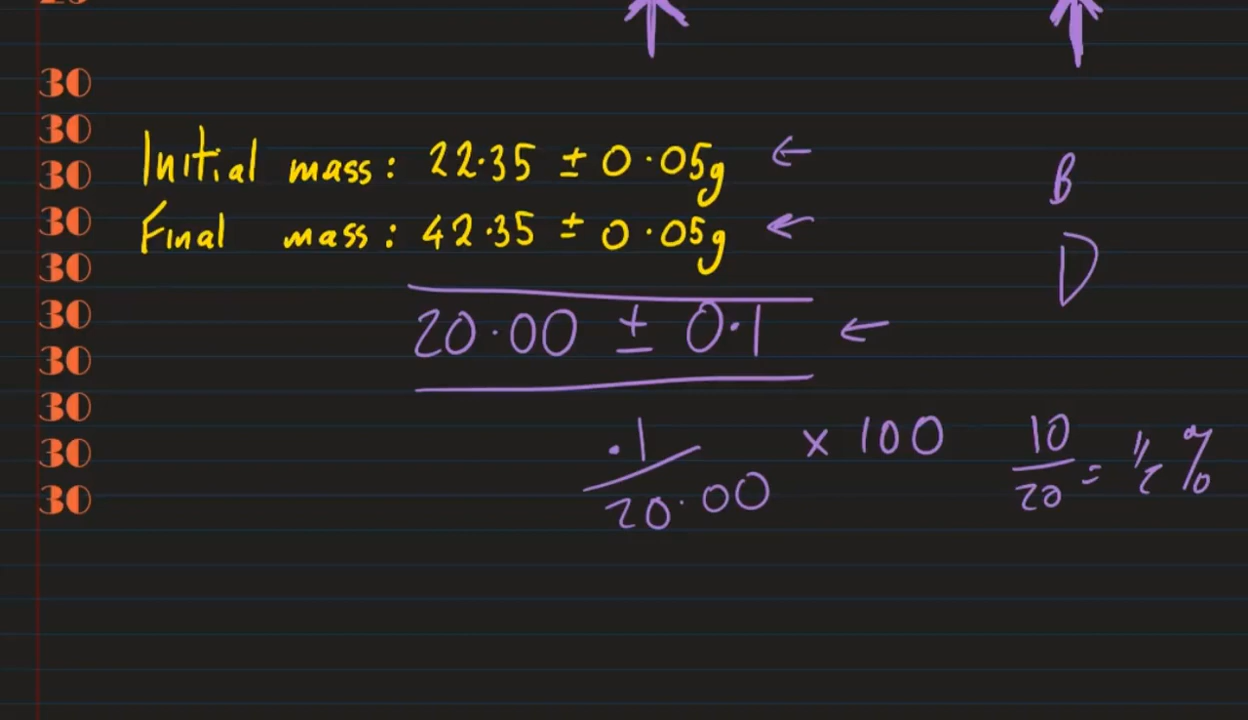 30
30
30
30
30
30
30
30
30
30
Initial mass: 22.35 ± 0.05g ←
Final mass: 42.35 ± 0.05g ←
B
D
20.00 ± 0.1 ←
.1/20.00 × 100
10/20 = 1/2 %